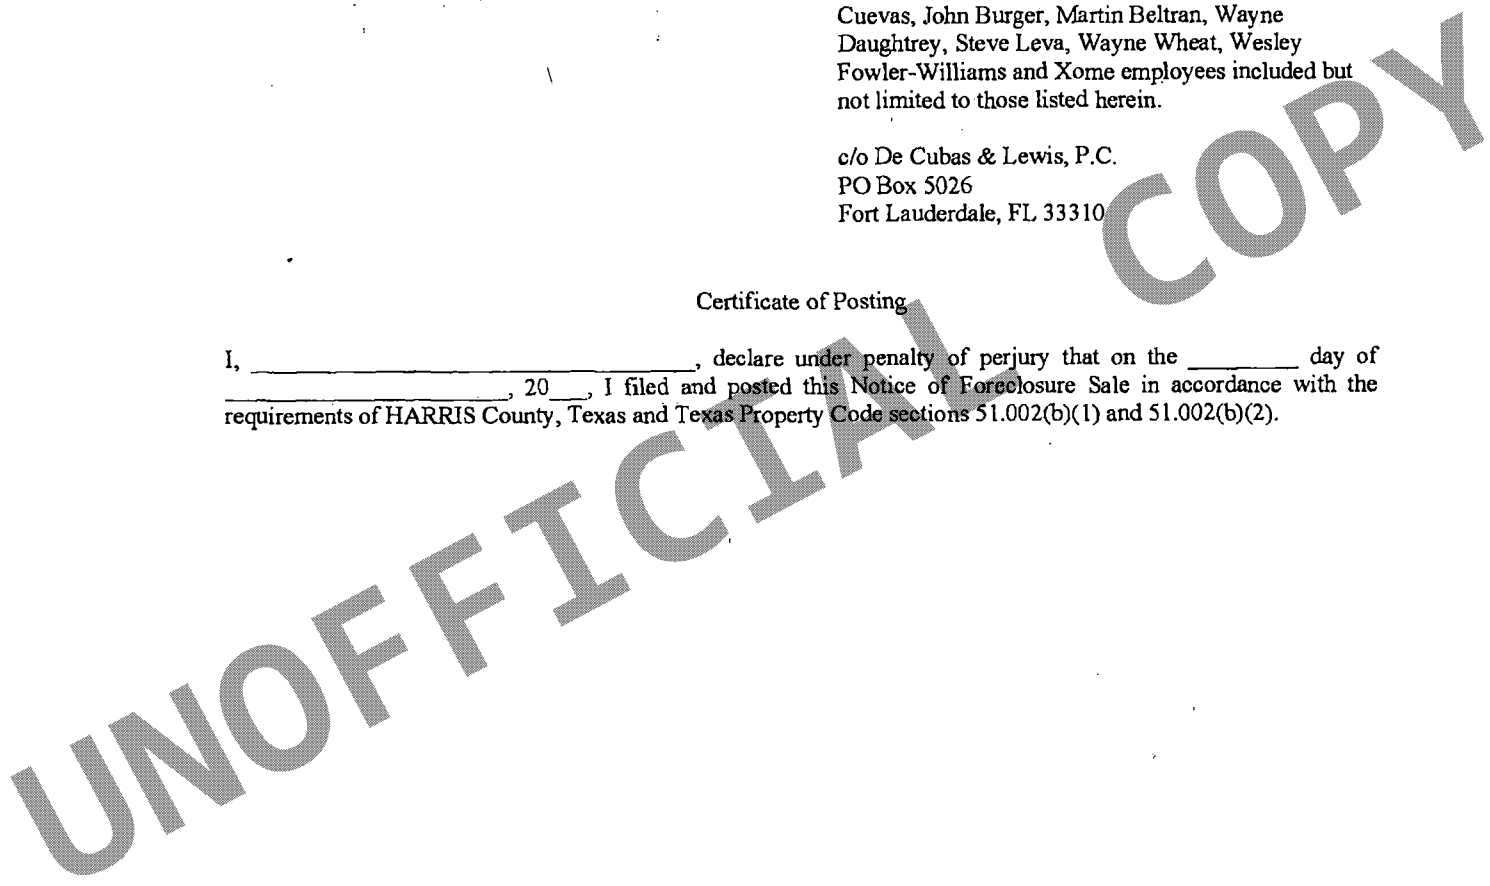 Cuevas, John Burger, Martin Beltran, Wayne
Daughtrey, Steve Leva, Wayne Wheat, Wesley
Fowler-Williams and Xome employees included but
not limited to those listed herein.
c/o De Cubas & Lewis, P.C.
PO Box 5026
Fort Lauderdale, FL 33310
Certificate of Posting
I, ______________________________________, declare under penalty of perjury that on the _________ day of
________________________, 20___, I filed and posted this Notice of Foreclosure Sale in accordance with the
requirements of HARRIS County, Texas and Texas Property Code sections 51.002(b)(1) and 51.002(b)(2).
UNOFFICIAL COPY